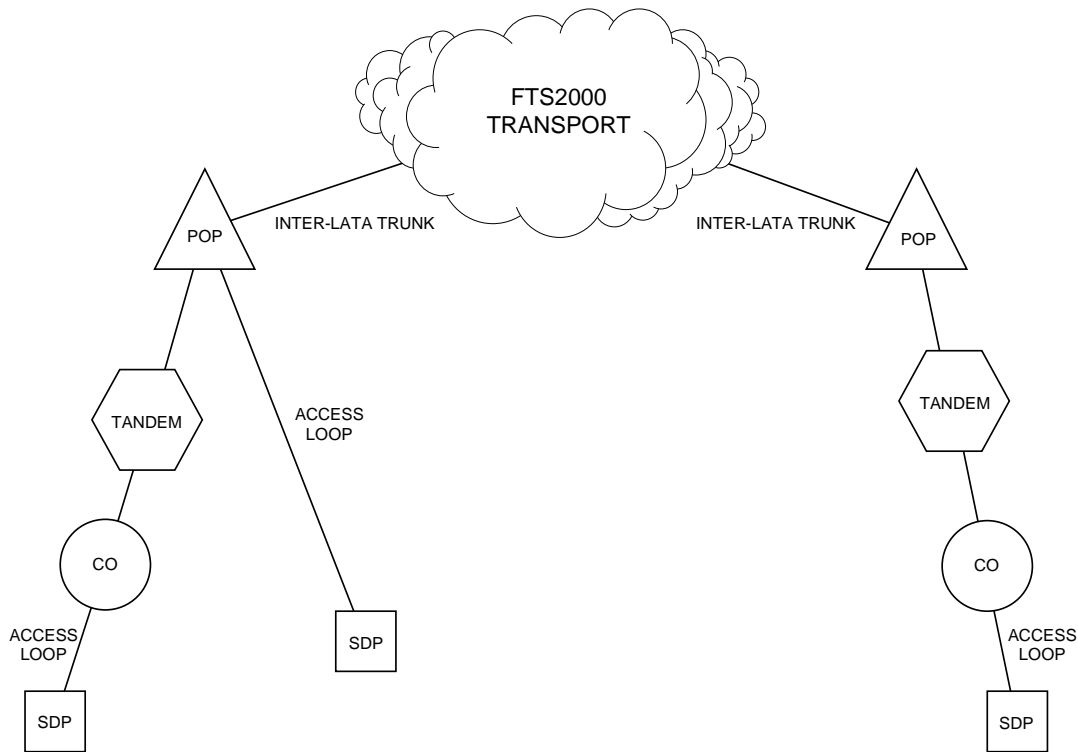 FTS2000
TRANSPORT
POP
INTER-LATA TRUNK
INTER-LATA TRUNK
POP
TANDEM
ACCESS
LOOP
TANDEM
CO
CO
ACCESS
LOOP
SDP
ACCESS
LOOP
SDP
SDP